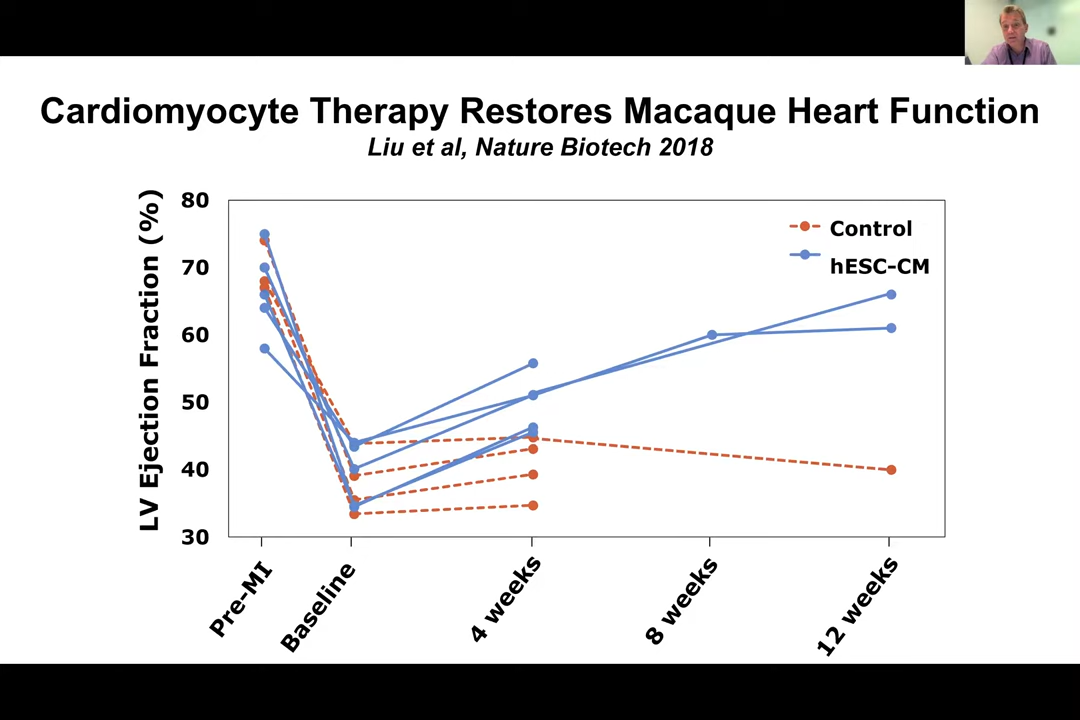 Cardiomyocyte Therapy Restores Macaque Heart Function
Liu et al, Nature Biotech 2018
LV Ejection Fraction (%)
80
70
60
50
40
30
Control
hESC-CM
Pre-MI
Baseline
4 weeks
8 weeks
12 weeks